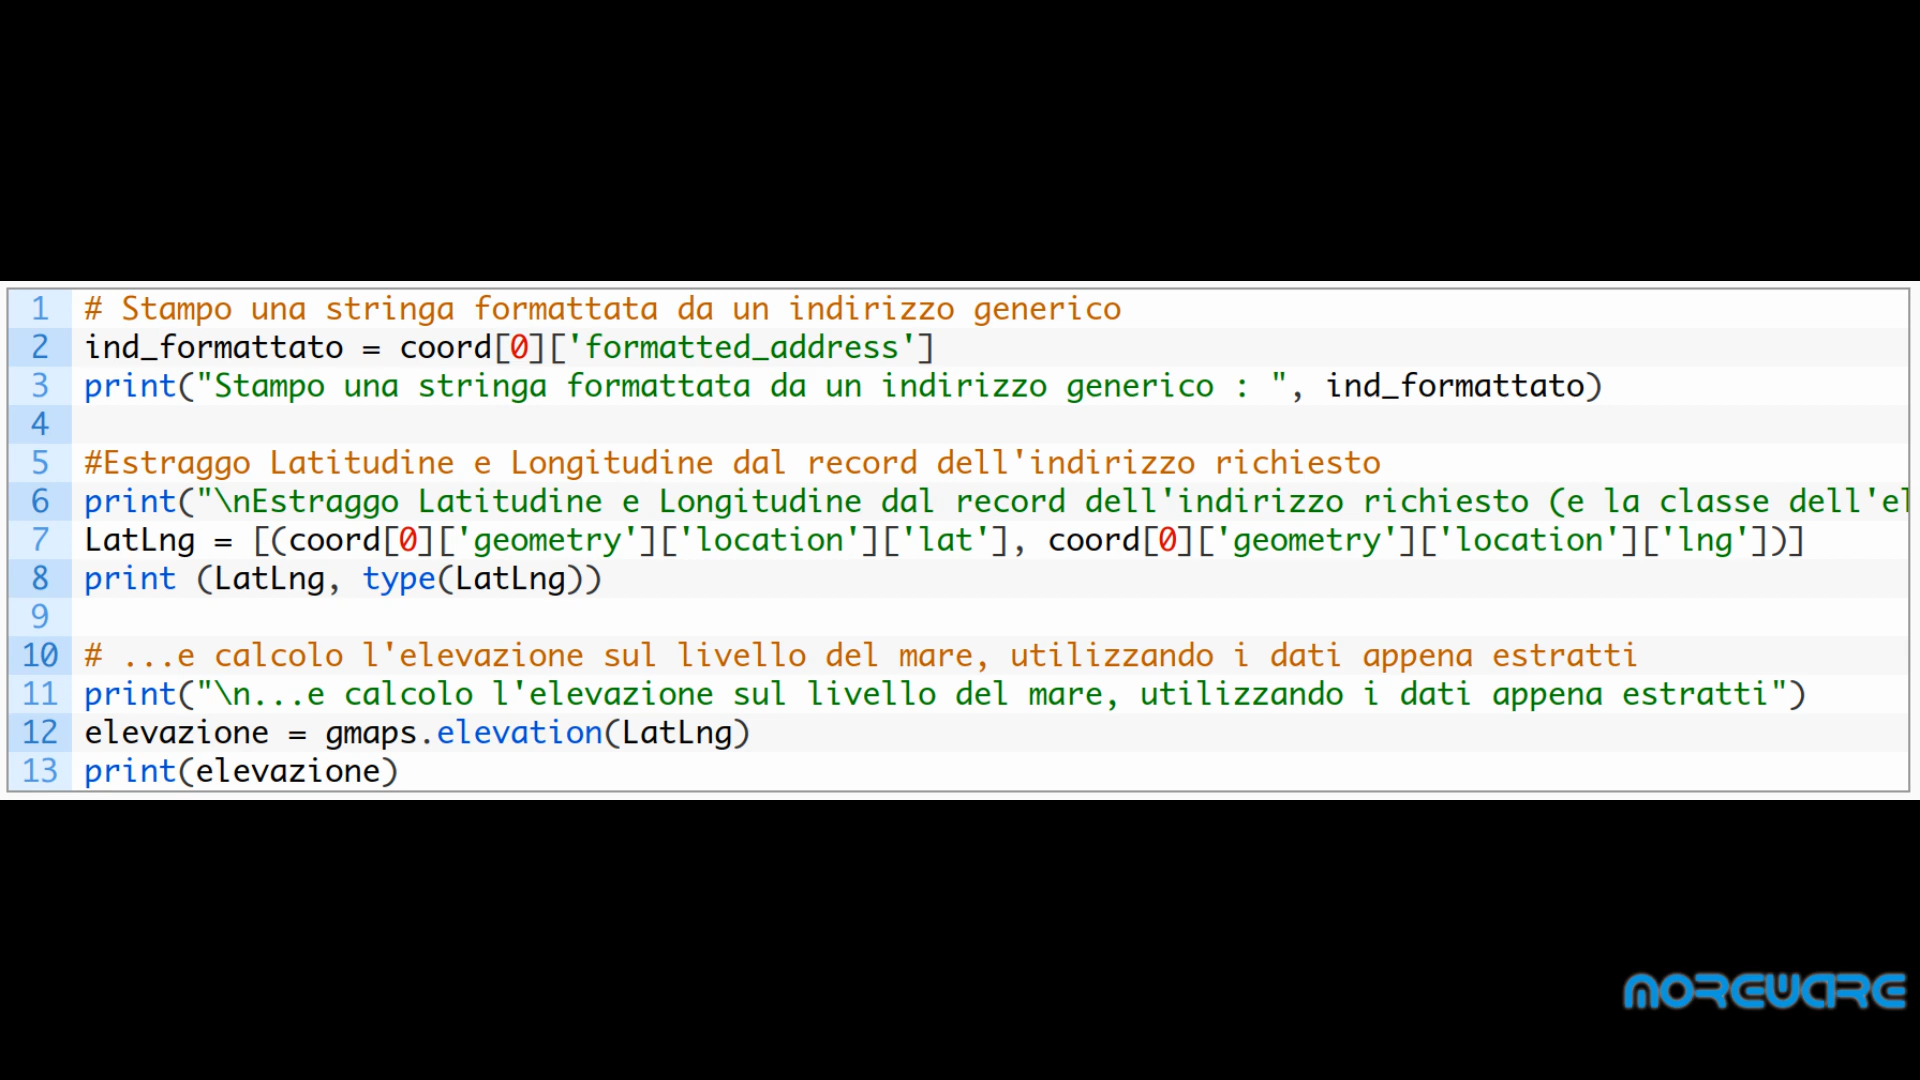 1 # Stampo una stringa formattata da un indirizzo generico
2 ind_formattato = coord[0]['formatted_address']
3 print("Stampo una stringa formattata da un indirizzo generico : ", ind_formattato)
4
5 #Estraggo Latitudine e Longitudine dal record dell'indirizzo richiesto
6 print("\nEstraggo Latitudine e Longitudine dal record dell'indirizzo richiesto (e la classe
7 LatLng = [(coord[0]['geometry']['location']['lat'], coord[0]['geometry']['location']['lng'])]
8 print (LatLng, type(LatLng))
9
10 # ...e calcolo l'elevazione sul livello del mare, utilizzando i dati appena estratti
11 print("\n...e calcolo l'elevazione sul livello del mare, utilizzando i dati appena estratti")
12 elevazione = gmaps.elevation(LatLng)
13 print(elevazione)
NOREWARE